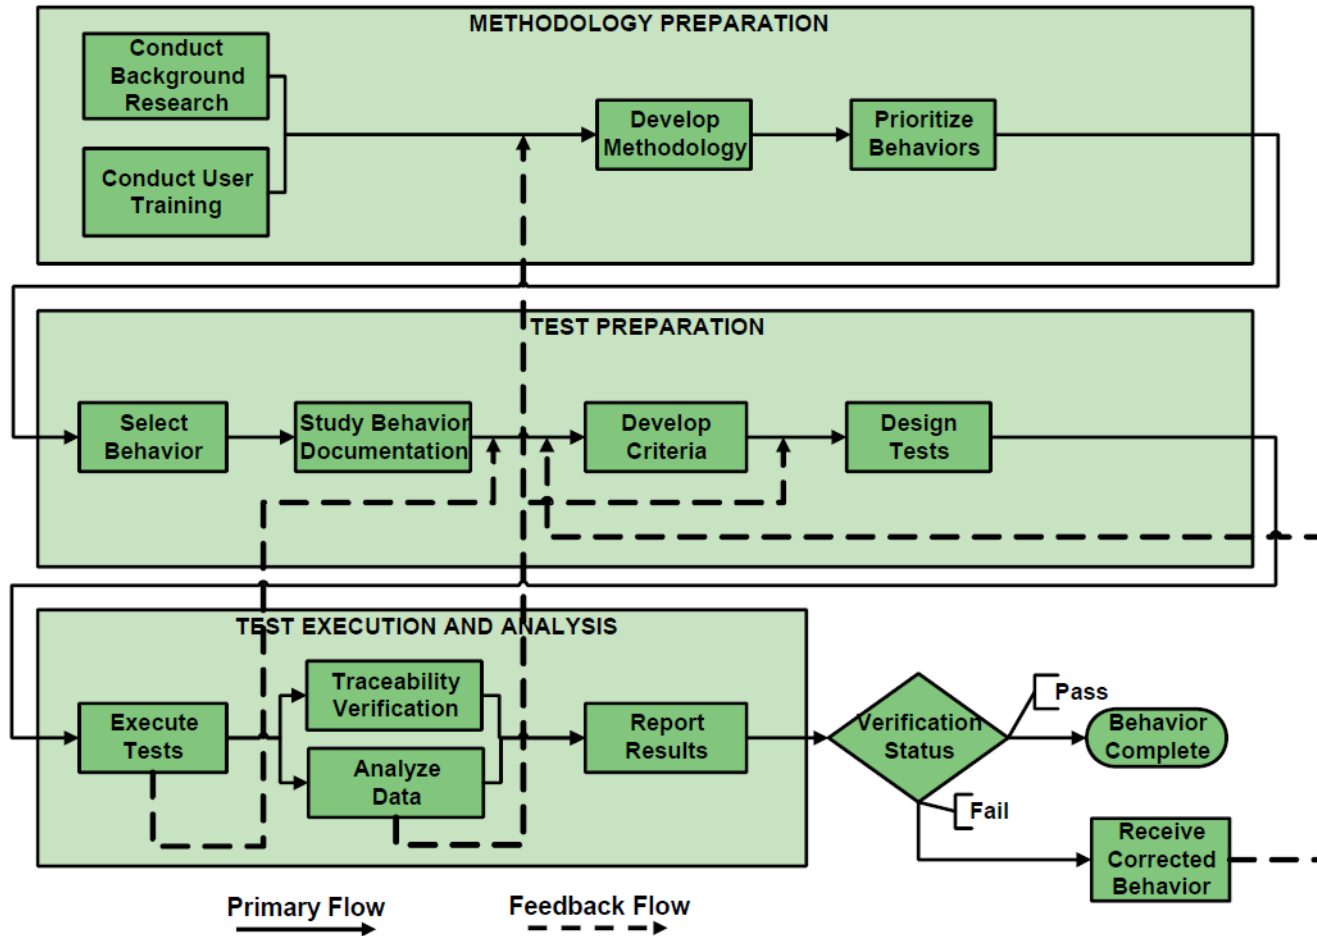 METHODOLOGY PREPARATION
Conduct
Background
Research
Conduct User
Training
Develop
Methodology
Prioritize
Behaviors
TEST PREPARATION
Select
Behavior
Study Behavior
Documentation
Develop
Criteria
Design
Tests
TEST EXECUTION AND ANALYSIS
Execute
Tests
Traceability
Verification
Analyze
Data
Report
Results
Verification
Status
Pass
Behavior
Complete
Fail
Receive
Corrected
Behavior
Primary Flow
Feedback Flow